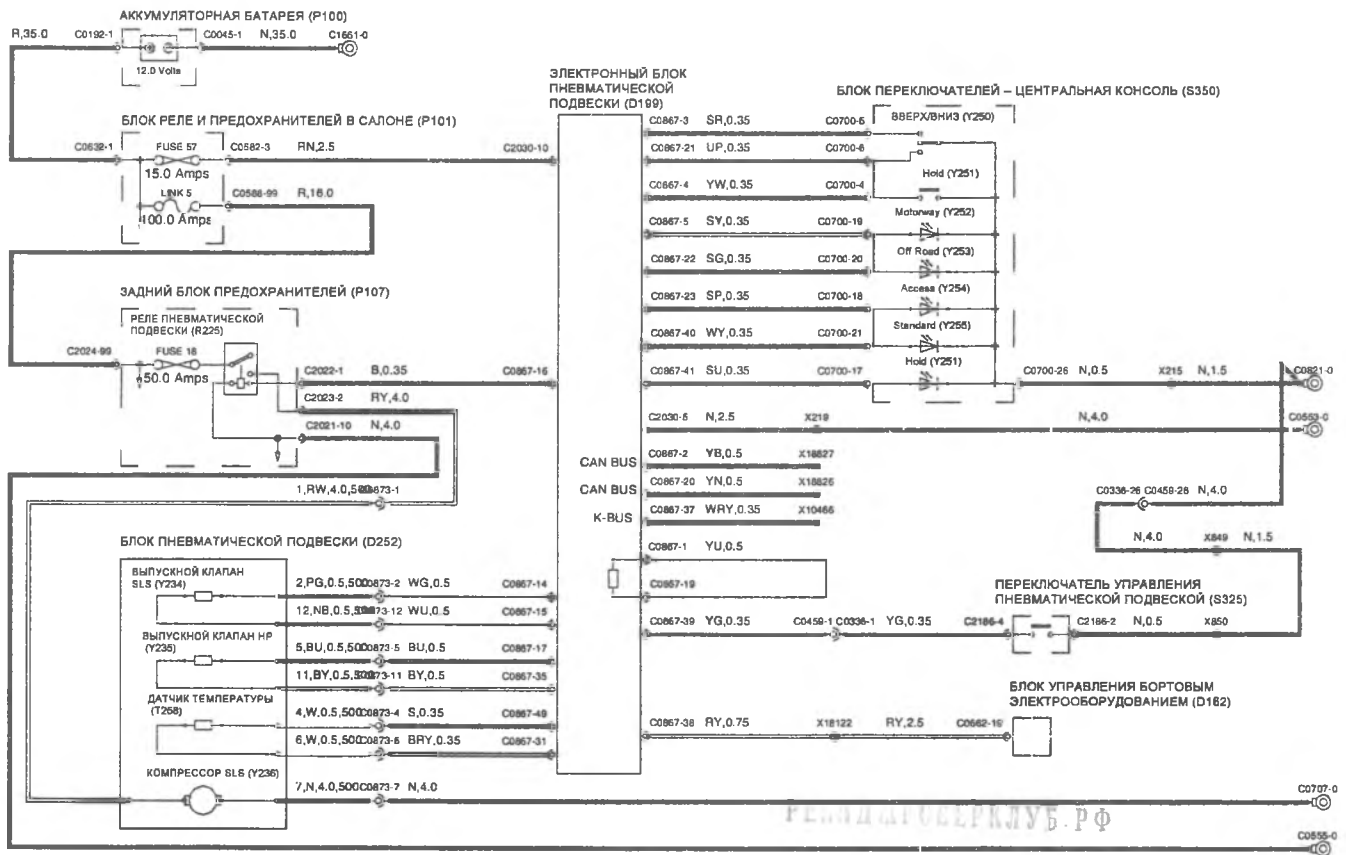 АККУМУЛЯТОРНАЯ БАТАРЕЯ (P100)
R,35.0 C0192-1 C0045-1 N,35.0 C1661-0
12.0 Volts
БЛОК РЕЛЕ И ПРЕДОХРАНИТЕЛЕЙ В САЛОНЕ (P101)
C0632-1 FUSE 57 C0582-3 RN,2.5 C2030-10
15.0 Amps
LINK 5 C0588-99 R,16.0
100.0 Amps
ЗАДНИЙ БЛОК ПРЕДОХРАНИТЕЛЕЙ (P107)
РЕЛЕ ПНЕВМАТИЧЕСКОЙ
ПОДВЕСКИ (R225)
C2024-99 FUSE 18
50.0 Amps
C2022-1 B,0.35 C0867-16
C2023-2 RY,4.0
C2021-10 N,4.0
1,RW,4.0,500 C0873-1
БЛОК ПНЕВМАТИЧЕСКОЙ ПОДВЕСКИ (D252)
ВЫПУСКНОЙ КЛАПАН
SLS (Y234)
2,PG,0.5,500 C0873-2 WG,0.5 C0867-14
12,NB,0.5,500 C0873-12 WU,0.5 C0867-15
ВЫПУСКНОЙ КЛАПАН HP
(Y235)
5,BU,0.5,500 C0873-5 BU,0.5 C0867-17
11,BY,0.5,500 C0873-11 BY,0.5 C0867-35
ДАТЧИК ТЕМПЕРАТУРЫ
(T258)
4,W,0.5,500 C0873-4 S,0.35 C0867-49
6,W,0.5,500 C0873-6 BRY,0.35 C0867-31
КОМПРЕССОР SLS (Y236)
7,N,4.0,500 C0873-7 N,4.0
ЭЛЕКТРОННЫЙ БЛОК
ПНЕВМАТИЧЕСКОЙ
ПОДВЕСКИ (D199)
БЛОК ПЕРЕКЛЮЧАТЕЛЕЙ – ЦЕНТРАЛЬНАЯ КОНСОЛЬ (S350)
C0867-3 SR,0.35 C0700-5
ВВЕРХ/ВНИЗ (Y250)
C0867-21 UP,0.35 C0700-6
Hold (Y251)
C0867-4 YW,0.35 C0700-4
Motorway (Y252)
C0867-5 SY,0.35 C0700-19
Off Road (Y253)
C0867-22 SG,0.35 C0700-20
Access (Y254)
C0867-23 SP,0.35 C0700-18
Standard (Y255)
C0867-40 WY,0.35 C0700-21
Hold (Y251)
C0867-41 SU,0.35 C0700-17
C0700-26 N,0.5 X215 N,1.5 C0821-0
C2030-5 N,2.5 X219 N,4.0 C0553-0
CAN BUS C0867-2 YB,0.5 X18827
CAN BUS C0867-20 YN,0.5 X18826
K-BUS C0867-37 WRY,0.35 X10466
C0867-1 YU,0.5
C0867-19
C0336-26 C0459-26 N,4.0
N,4.0 X849 N,1.5
ПЕРЕКЛЮЧАТЕЛЬ УПРАВЛЕНИЯ
ПНЕВМАТИЧЕСКОЙ ПОДВЕСКОЙ (S325)
C0867-39 YG,0.35 C0459-1 C0336-1 YG,0.35 C2186-4 C2186-2 N,0.5 X850
БЛОК УПРАВЛЕНИЯ БОРТОВЫМ
ЭЛЕКТРООБОРУДОВАНИЕМ (D162)
C0867-38 RY,0.75 X18122 RY,2.5 C0662-19
C0707-0
C0555-0